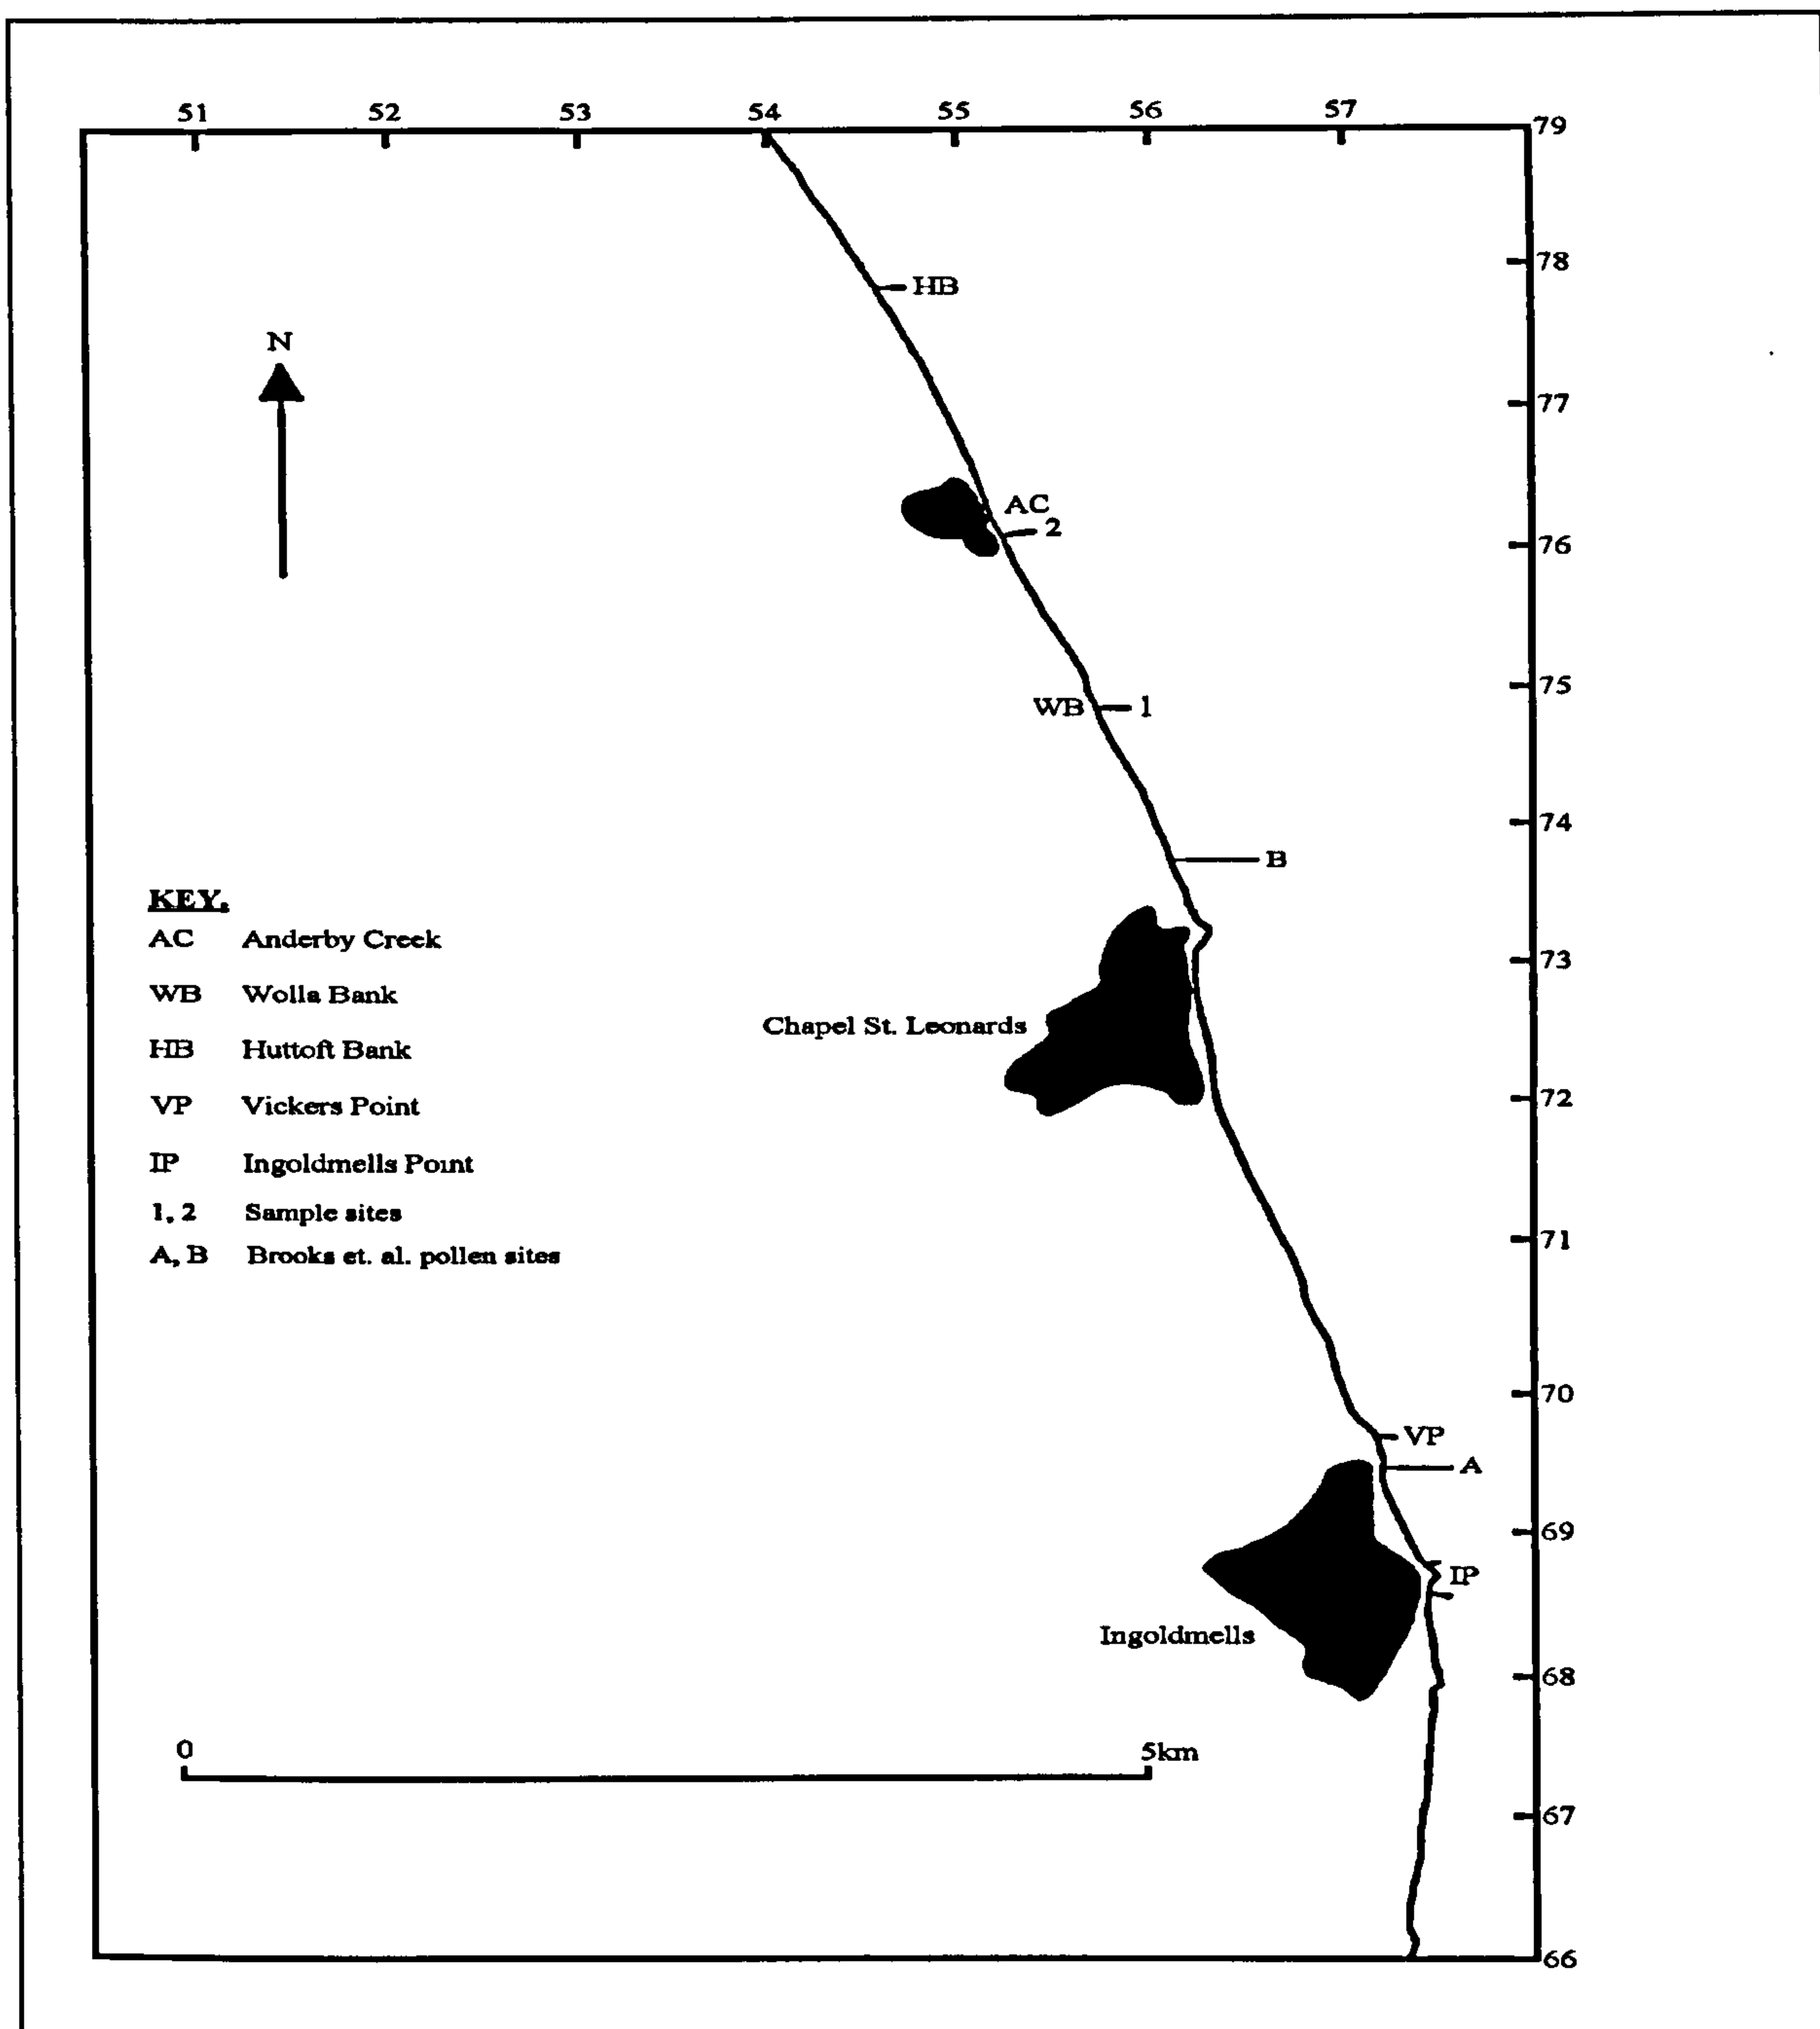 51 52 53 54 55 56 57
79
78
HB
N
77
AC
2
76
75
WB 1
74
B
KEY.
AC Anderby Creek
73
WB Wolla Bank
Chapel St. Leonards
HB Huttoft Bank
VP Vickers Point
72
IP Ingoldmells Point
1, 2 Sample sites
71
A, B Brooks et. al. pollen sites
70
VP
A
69
IP
Ingoldmells
68
0 5km
67
66